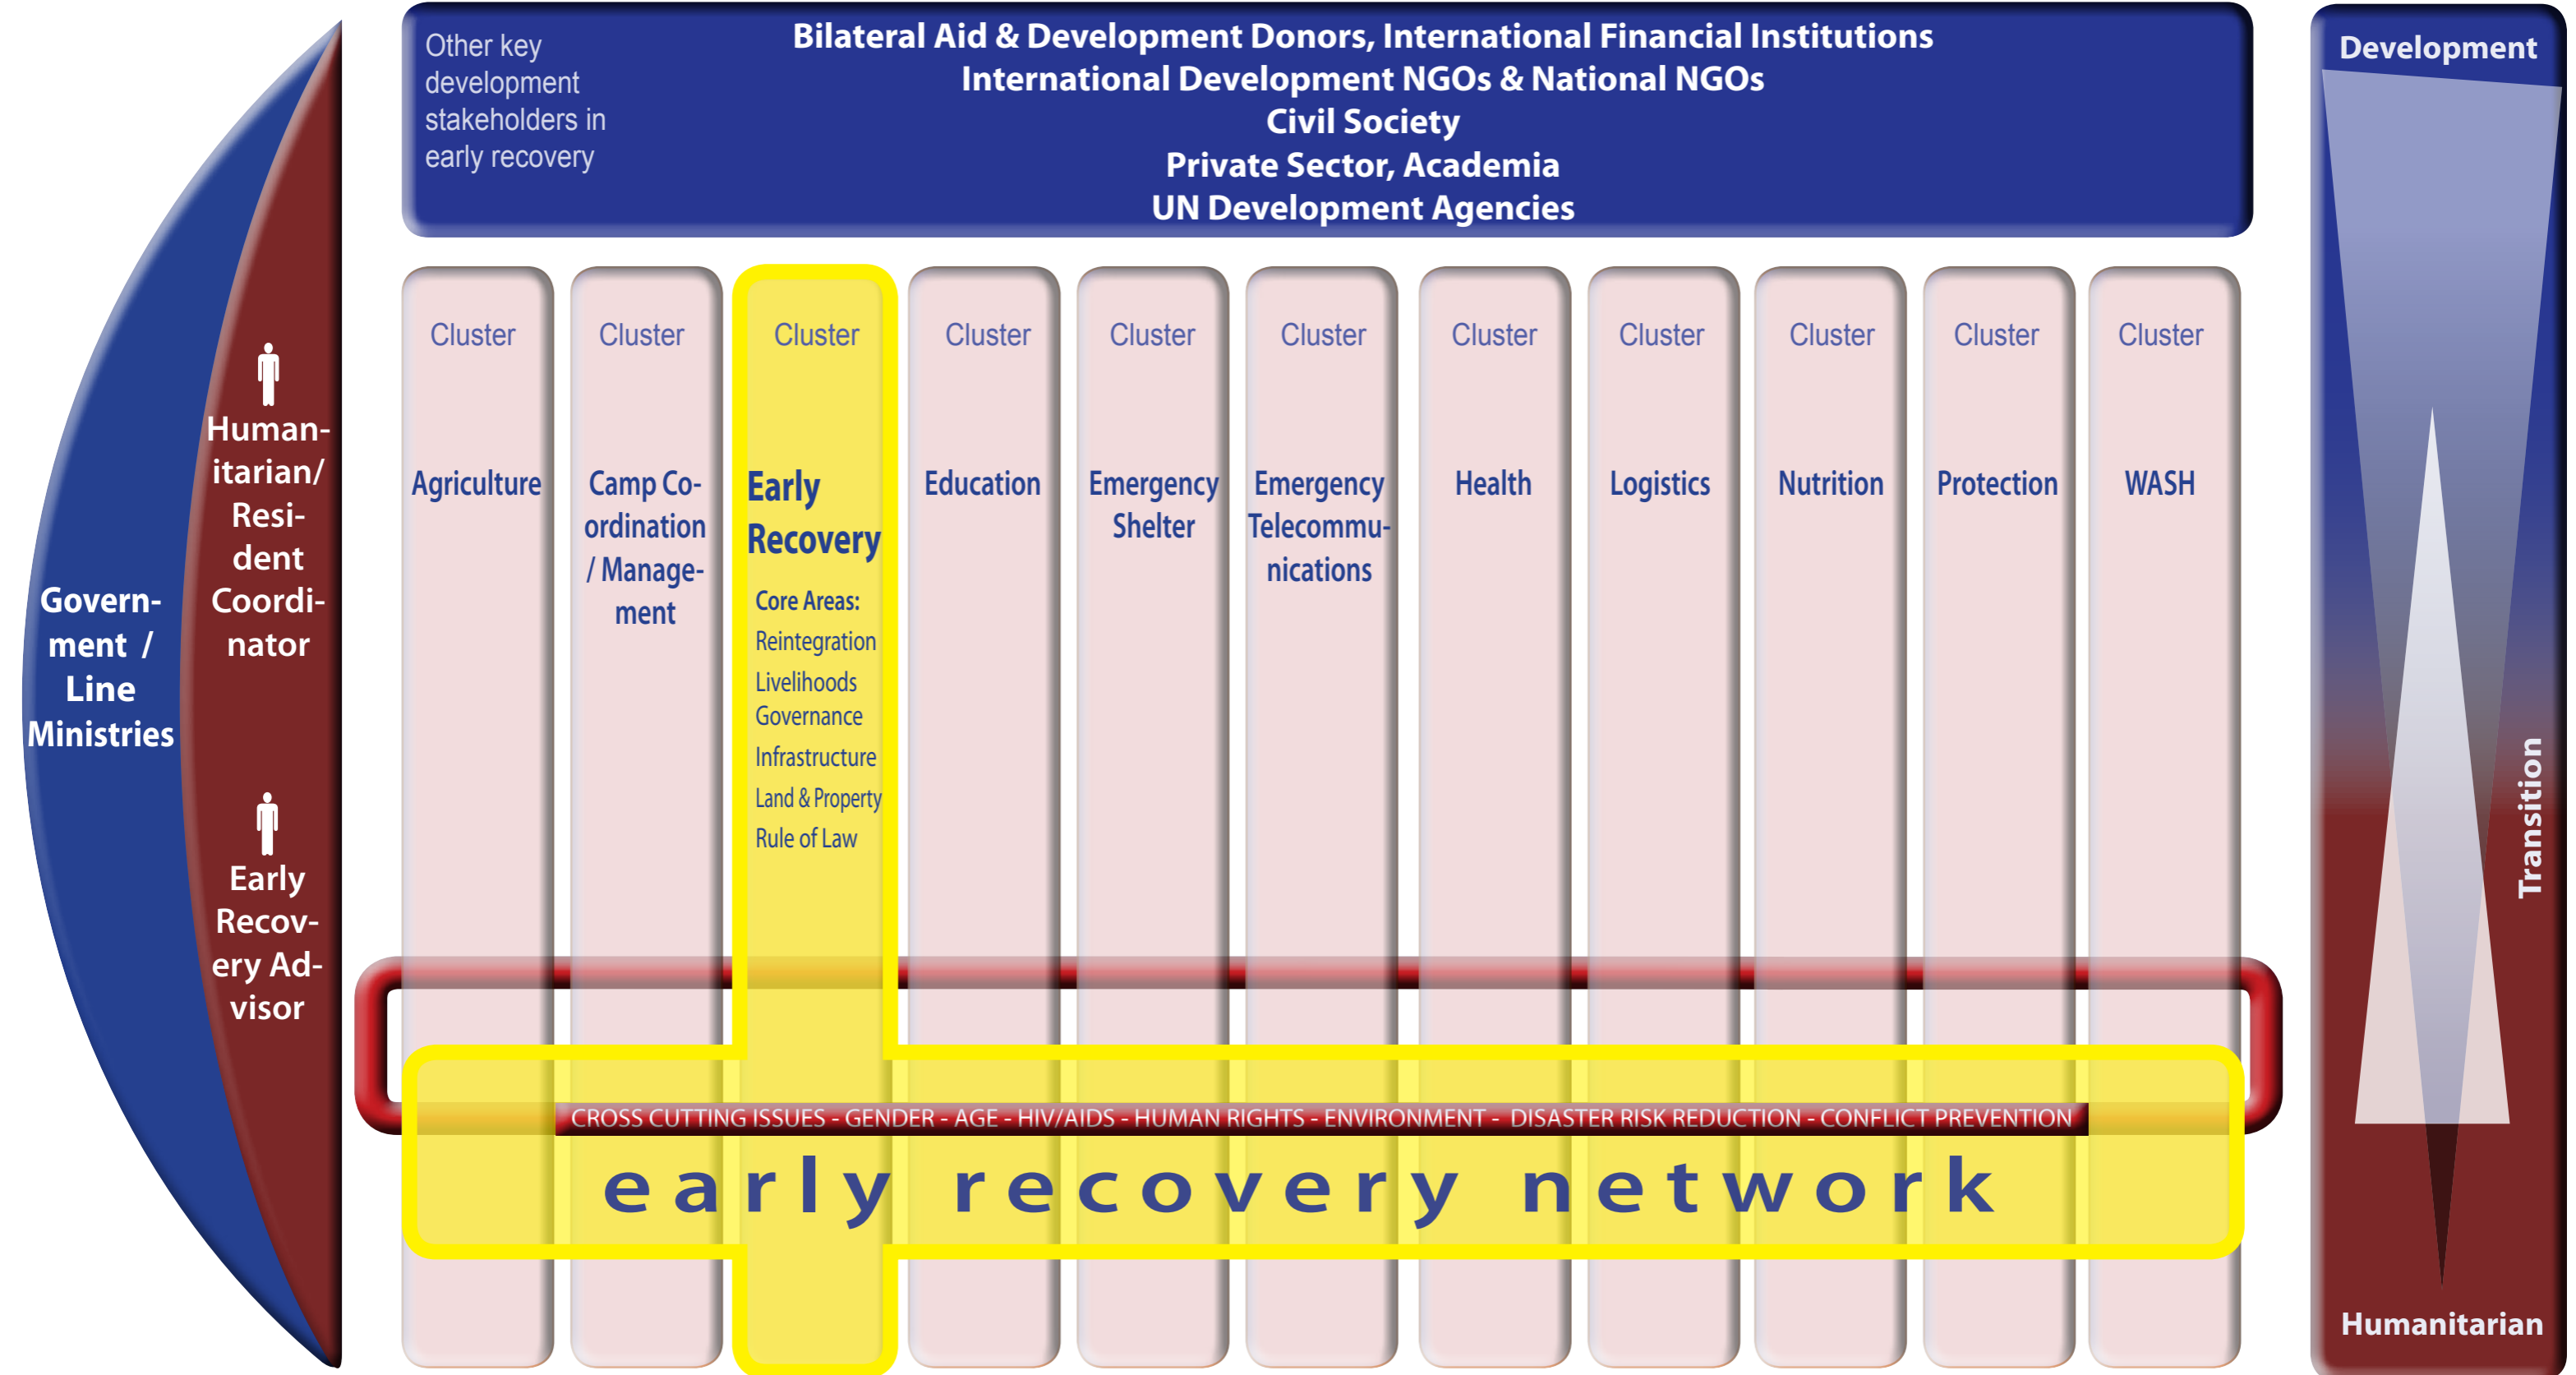 Other key
development
stakeholders in
early recovery
Bilateral Aid & Development Donors, International Financial Institutions
International Development NGOs & National NGOs
Civil Society
Private Sector, Academia
UN Development Agencies
Govern-
ment /
Line
Ministries
Human-
itarian/
Resi-
dent
Coordi-
nator
Early
Recov-
ery Ad-
visor
Cluster
Agriculture
Cluster
Camp Co-
ordination
/ Manage-
ment
Cluster
Early
Recovery
Core Areas:
Reintegration
Livelihoods
Governance
Infrastructure
Land & Property
Rule of Law
Cluster
Education
Cluster
Emergency
Shelter
Cluster
Emergency
Telecommu-
nications
Cluster
Health
Cluster
Logistics
Cluster
Nutrition
Cluster
Protection
Cluster
WASH
CROSS CUTTING ISSUES - GENDER - AGE - HIV/AIDS - HUMAN RIGHTS - ENVIRONMENT - DISASTER RISK REDUCTION - CONFLICT PREVENTION
early recovery network
Development
Transition
Humanitarian